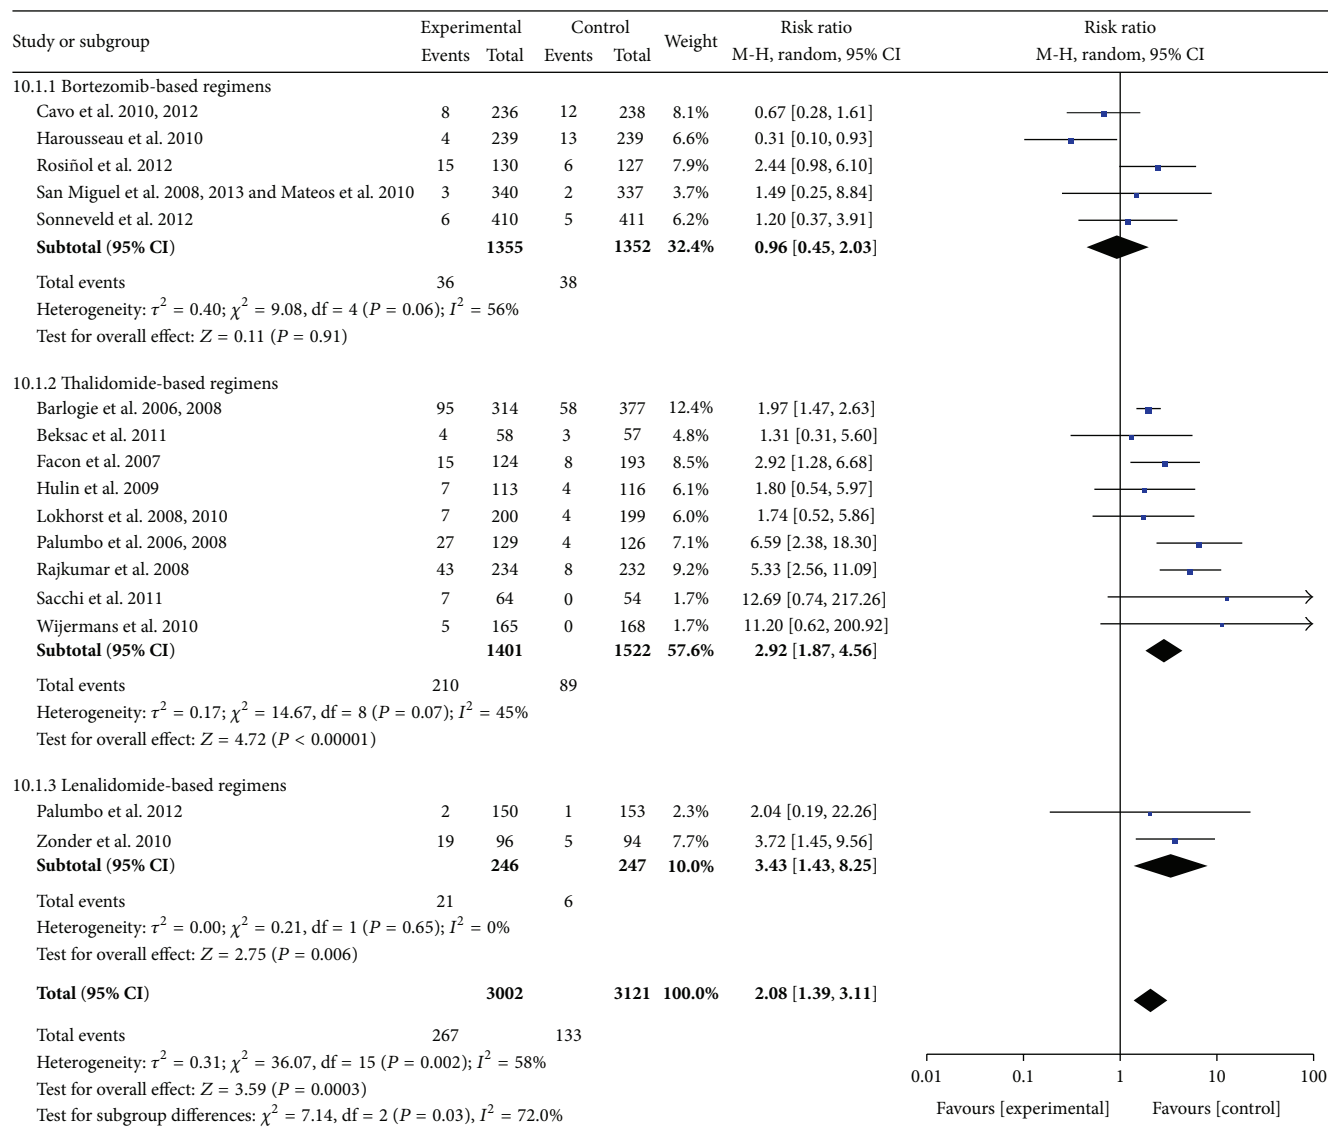 Study or subgroup Experimental Control Weight Risk ratio Risk ratio
Events Total Events Total M-H, random, 95% CI M-H, random, 95% CI
10.1.1 Bortezomib-based regimens
Cavo et al. 2010, 2012 8 236 12 238 8.1% 0.67 [0.28, 1.61]
Harousseau et al. 2010 4 239 13 239 6.6% 0.31 [0.10, 0.93]
Rosiñol et al. 2012 15 130 6 127 7.9% 2.44 [0.98, 6.10]
San Miguel et al. 2008, 2013 and Mateos et al. 2010 3 340 2 337 3.7% 1.49 [0.25, 8.84]
Sonneveld et al. 2012 6 410 5 411 6.2% 1.20 [0.37, 3.91]
Subtotal (95% CI) 1355 1352 32.4% 0.96 [0.45, 2.03]
Total events 36 38
Heterogeneity: τ² = 0.40; χ² = 9.08, df = 4 (P = 0.06); I² = 56%
Test for overall effect: Z = 0.11 (P = 0.91)
10.1.2 Thalidomide-based regimens
Barlogie et al. 2006, 2008 95 314 58 377 12.4% 1.97 [1.47, 2.63]
Beksac et al. 2011 4 58 3 57 4.8% 1.31 [0.31, 5.60]
Facon et al. 2007 15 124 8 193 8.5% 2.92 [1.28, 6.68]
Hulin et al. 2009 7 113 4 116 6.1% 1.80 [0.54, 5.97]
Lokhorst et al. 2008, 2010 7 200 4 199 6.0% 1.74 [0.52, 5.86]
Palumbo et al. 2006, 2008 27 129 4 126 7.1% 6.59 [2.38, 18.30]
Rajkumar et al. 2008 43 234 8 232 9.2% 5.33 [2.56, 11.09]
Sacchi et al. 2011 7 64 0 54 1.7% 12.69 [0.74, 217.26]
Wijermans et al. 2010 5 165 0 168 1.7% 11.20 [0.62, 200.92]
Subtotal (95% CI) 1401 1522 57.6% 2.92 [1.87, 4.56]
Total events 210 89
Heterogeneity: τ² = 0.17; χ² = 14.67, df = 8 (P = 0.07); I² = 45%
Test for overall effect: Z = 4.72 (P < 0.00001)
10.1.3 Lenalidomide-based regimens
Palumbo et al. 2012 2 150 1 153 2.3% 2.04 [0.19, 22.26]
Zonder et al. 2010 19 96 5 94 7.7% 3.72 [1.45, 9.56]
Subtotal (95% CI) 246 247 10.0% 3.43 [1.43, 8.25]
Total events 21 6
Heterogeneity: τ² = 0.00; χ² = 0.21, df = 1 (P = 0.65); I² = 0%
Test for overall effect: Z = 2.75 (P = 0.006)
Total (95% CI) 3002 3121 100.0% 2.08 [1.39, 3.11]
Total events 267 133
Heterogeneity: τ² = 0.31; χ² = 36.07, df = 15 (P = 0.002); I² = 58%
Test for overall effect: Z = 3.59 (P = 0.0003)
Test for subgroup differences: χ² = 7.14, df = 2 (P = 0.03), I² = 72.0%
0.01 0.1 1 10 100
Favours [experimental] Favours [control]